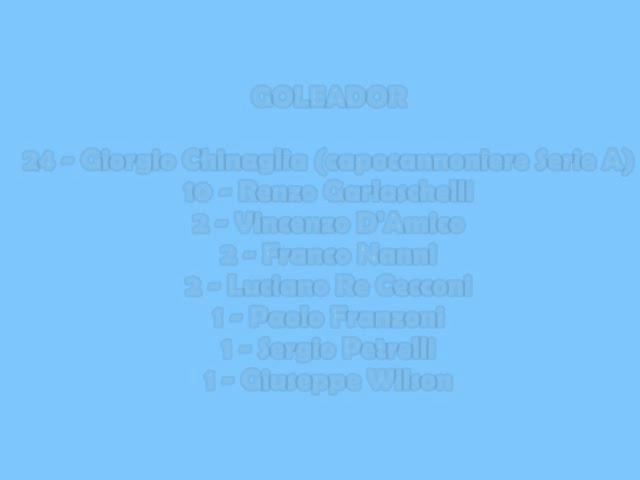 GOLEADOR
24 - Giorgio Chinaglia (capocannoniere Serie A)
10 - Renzo Garlaschelli
2 - Vincenzo D'Amico
2 - Franco Nanni
2 - Luciano Re Cecconi
1 - Paolo Franzoni
1 - Sergio Petrelli
1 - Giuseppe Wilson